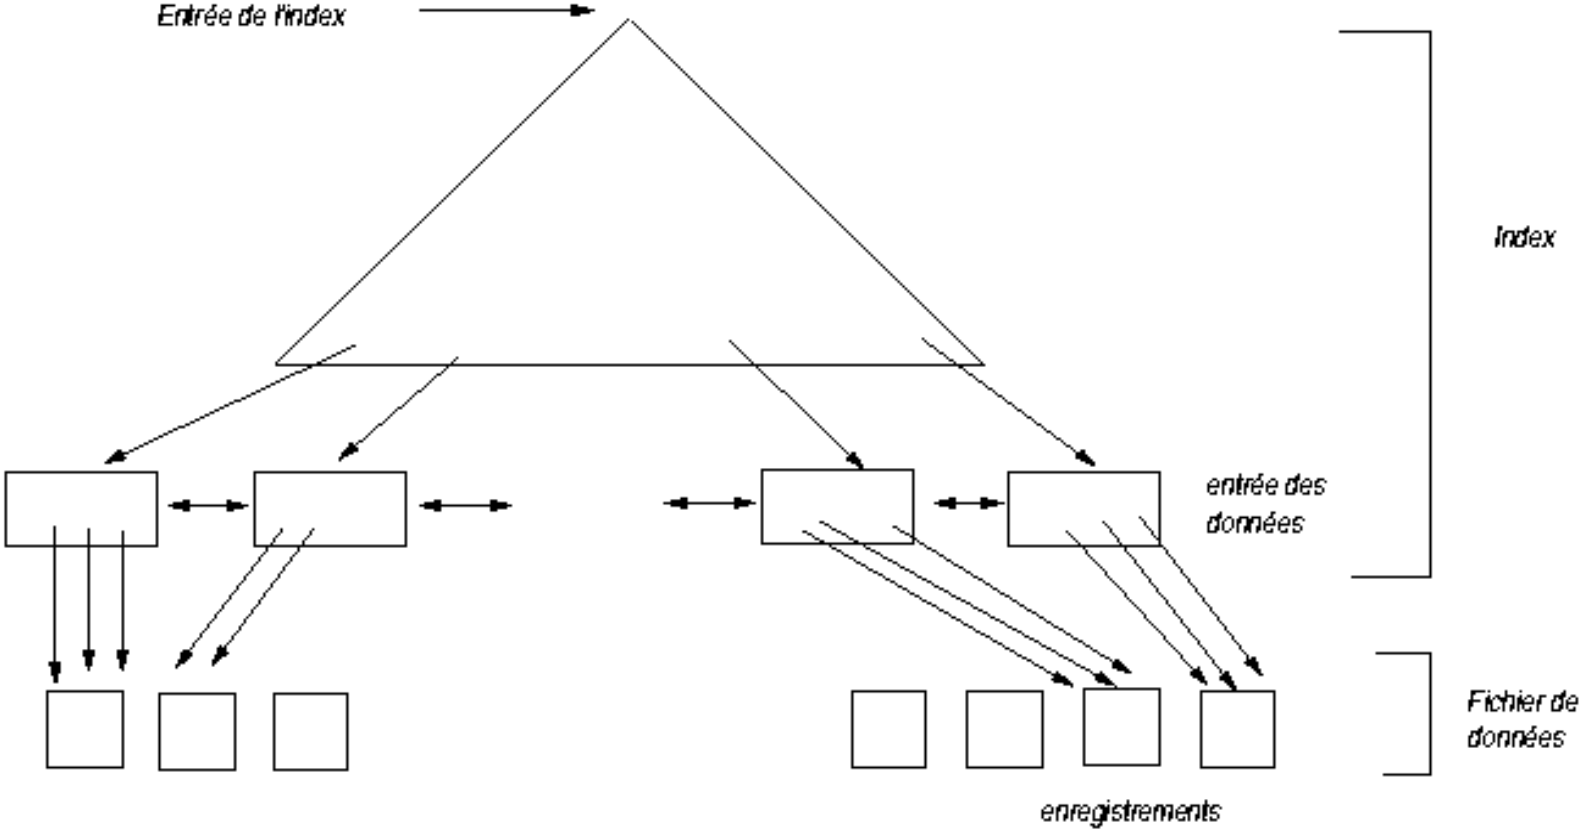 Entrée de l'index
Index
entrée des
données
Fichier de
données
enregistrements